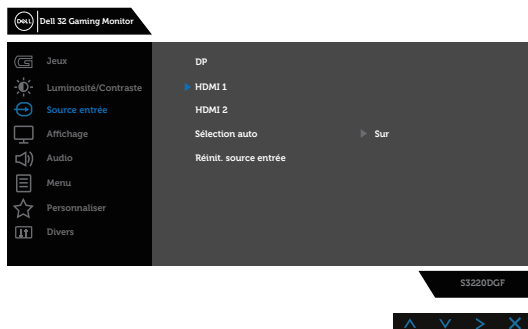 DELL
Dell 32 Gaming Monitor
Jeux
DP
Luminosité/Contraste
HDMI 1
Source entrée
HDMI 2
Affichage
Sélection auto
Sur
Audio
Réinit. source entrée
Menu
Personnaliser
Divers
S3220DGF